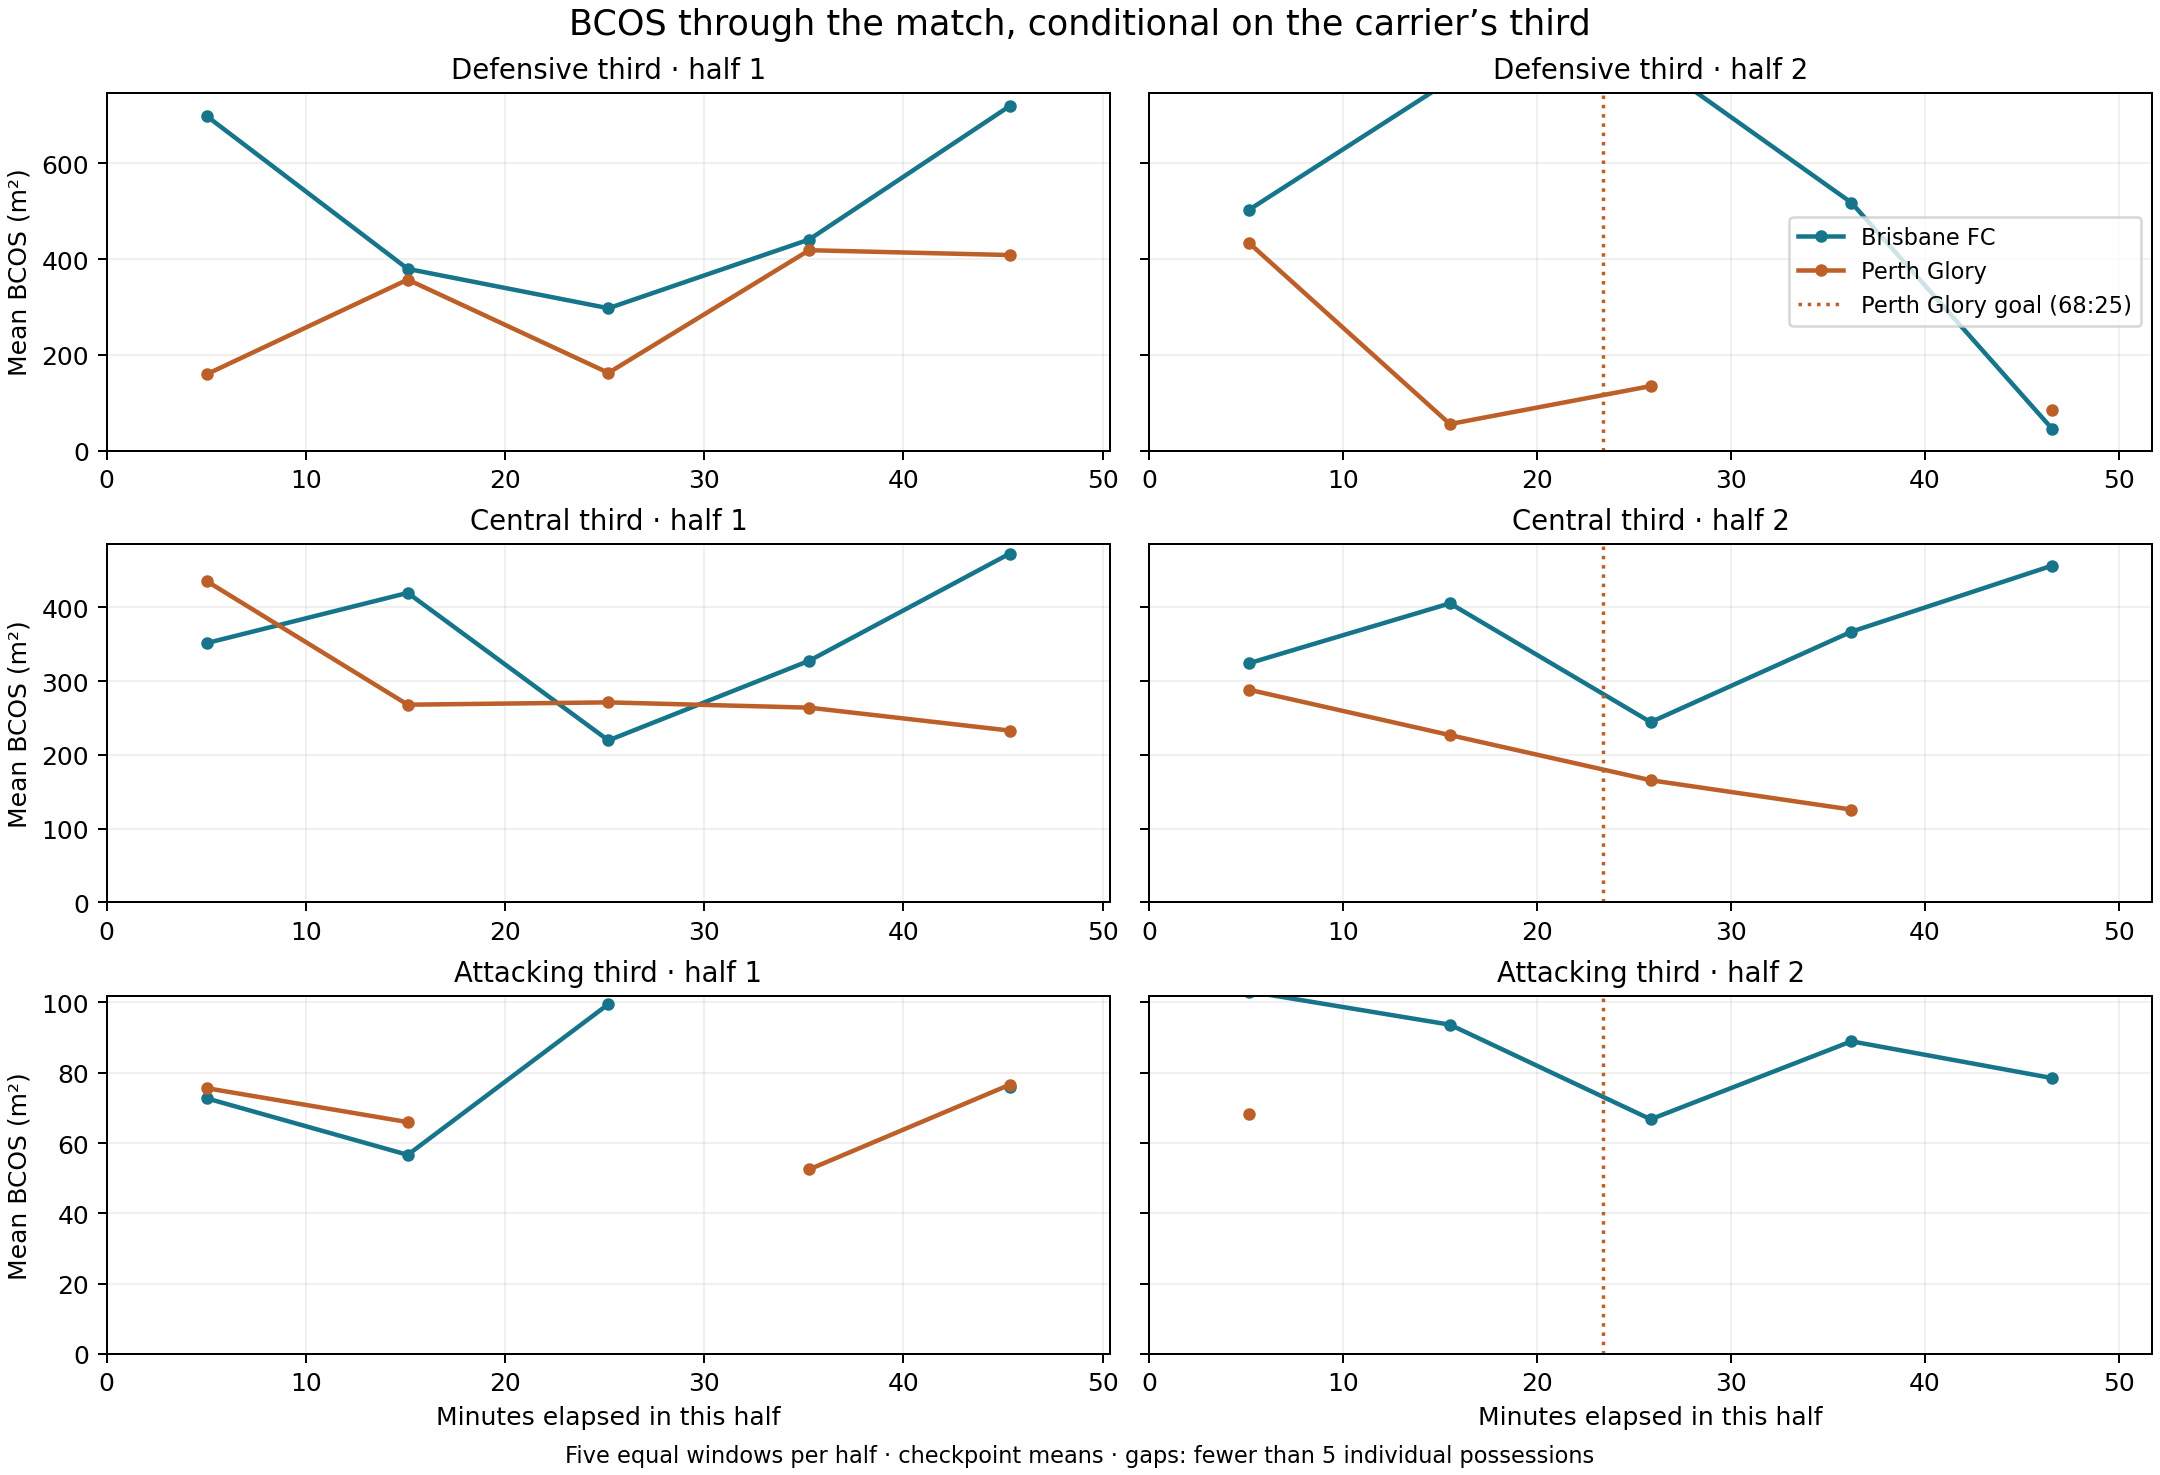 BCOS through the match, conditional on the carrier’s third
Defensive third · half 1
Mean BCOS (m²)
600
400
200
0
0 10 20 30 40 50
Defensive third · half 2
Brisbane FC
Perth Glory
Perth Glory goal (68:25)
0 10 20 30 40 50
Central third · half 1
Mean BCOS (m²)
400
300
200
100
0
0 10 20 30 40 50
Central third · half 2
0 10 20 30 40 50
Attacking third · half 1
Mean BCOS (m²)
100
80
60
40
20
0
0 10 20 30 40 50
Minutes elapsed in this half
Attacking third · half 2
0 10 20 30 40 50
Minutes elapsed in this half
Five equal windows per half · checkpoint means · gaps: fewer than 5 individual possessions